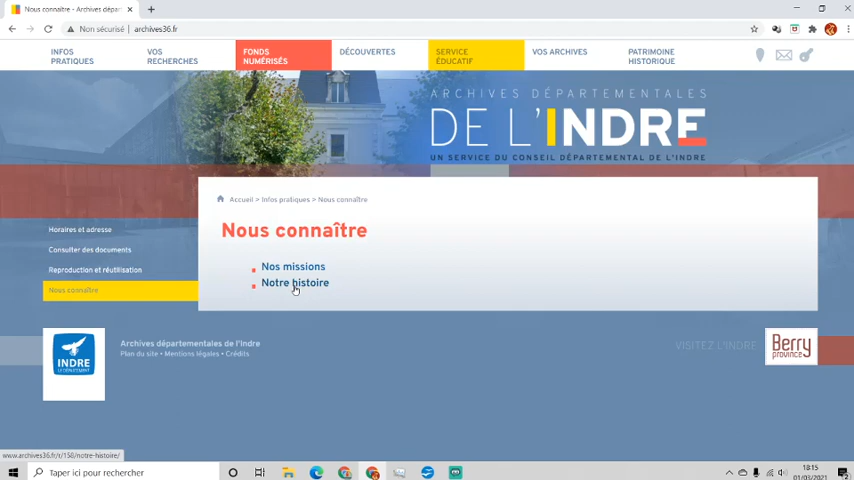 Nous connaître - Archives dépar
Non sécurisé | archives36.fr
INFOS PRATIQUES
VOS RECHERCHES
FONDS NUMÉRISÉS
DÉCOUVERTES
SERVICE ÉDUCATIF
VOS ARCHIVES
PATRIMOINE HISTORIQUE
ARCHIVES DÉPARTEMENTALES
DE L'INDRE
UN SERVICE DU CONSEIL DÉPARTEMENTAL DE L'INDRE
Accueil > Infos pratiques > Nous connaître
Nous connaître
Horaires et adresse
Consulter des documents
Reproduction et réutilisation
Nous connaître
Nos missions
Notre histoire
INDRE
LE DÉPARTEMENT
Archives départementales de l'Indre
Plan du site • Mentions légales • Crédits
VISITEZ L'INDRE
Berry
province
www.archives36.fr/r/158/notre-histoire/
Taper ici pour rechercher
18:15
01/03/2021